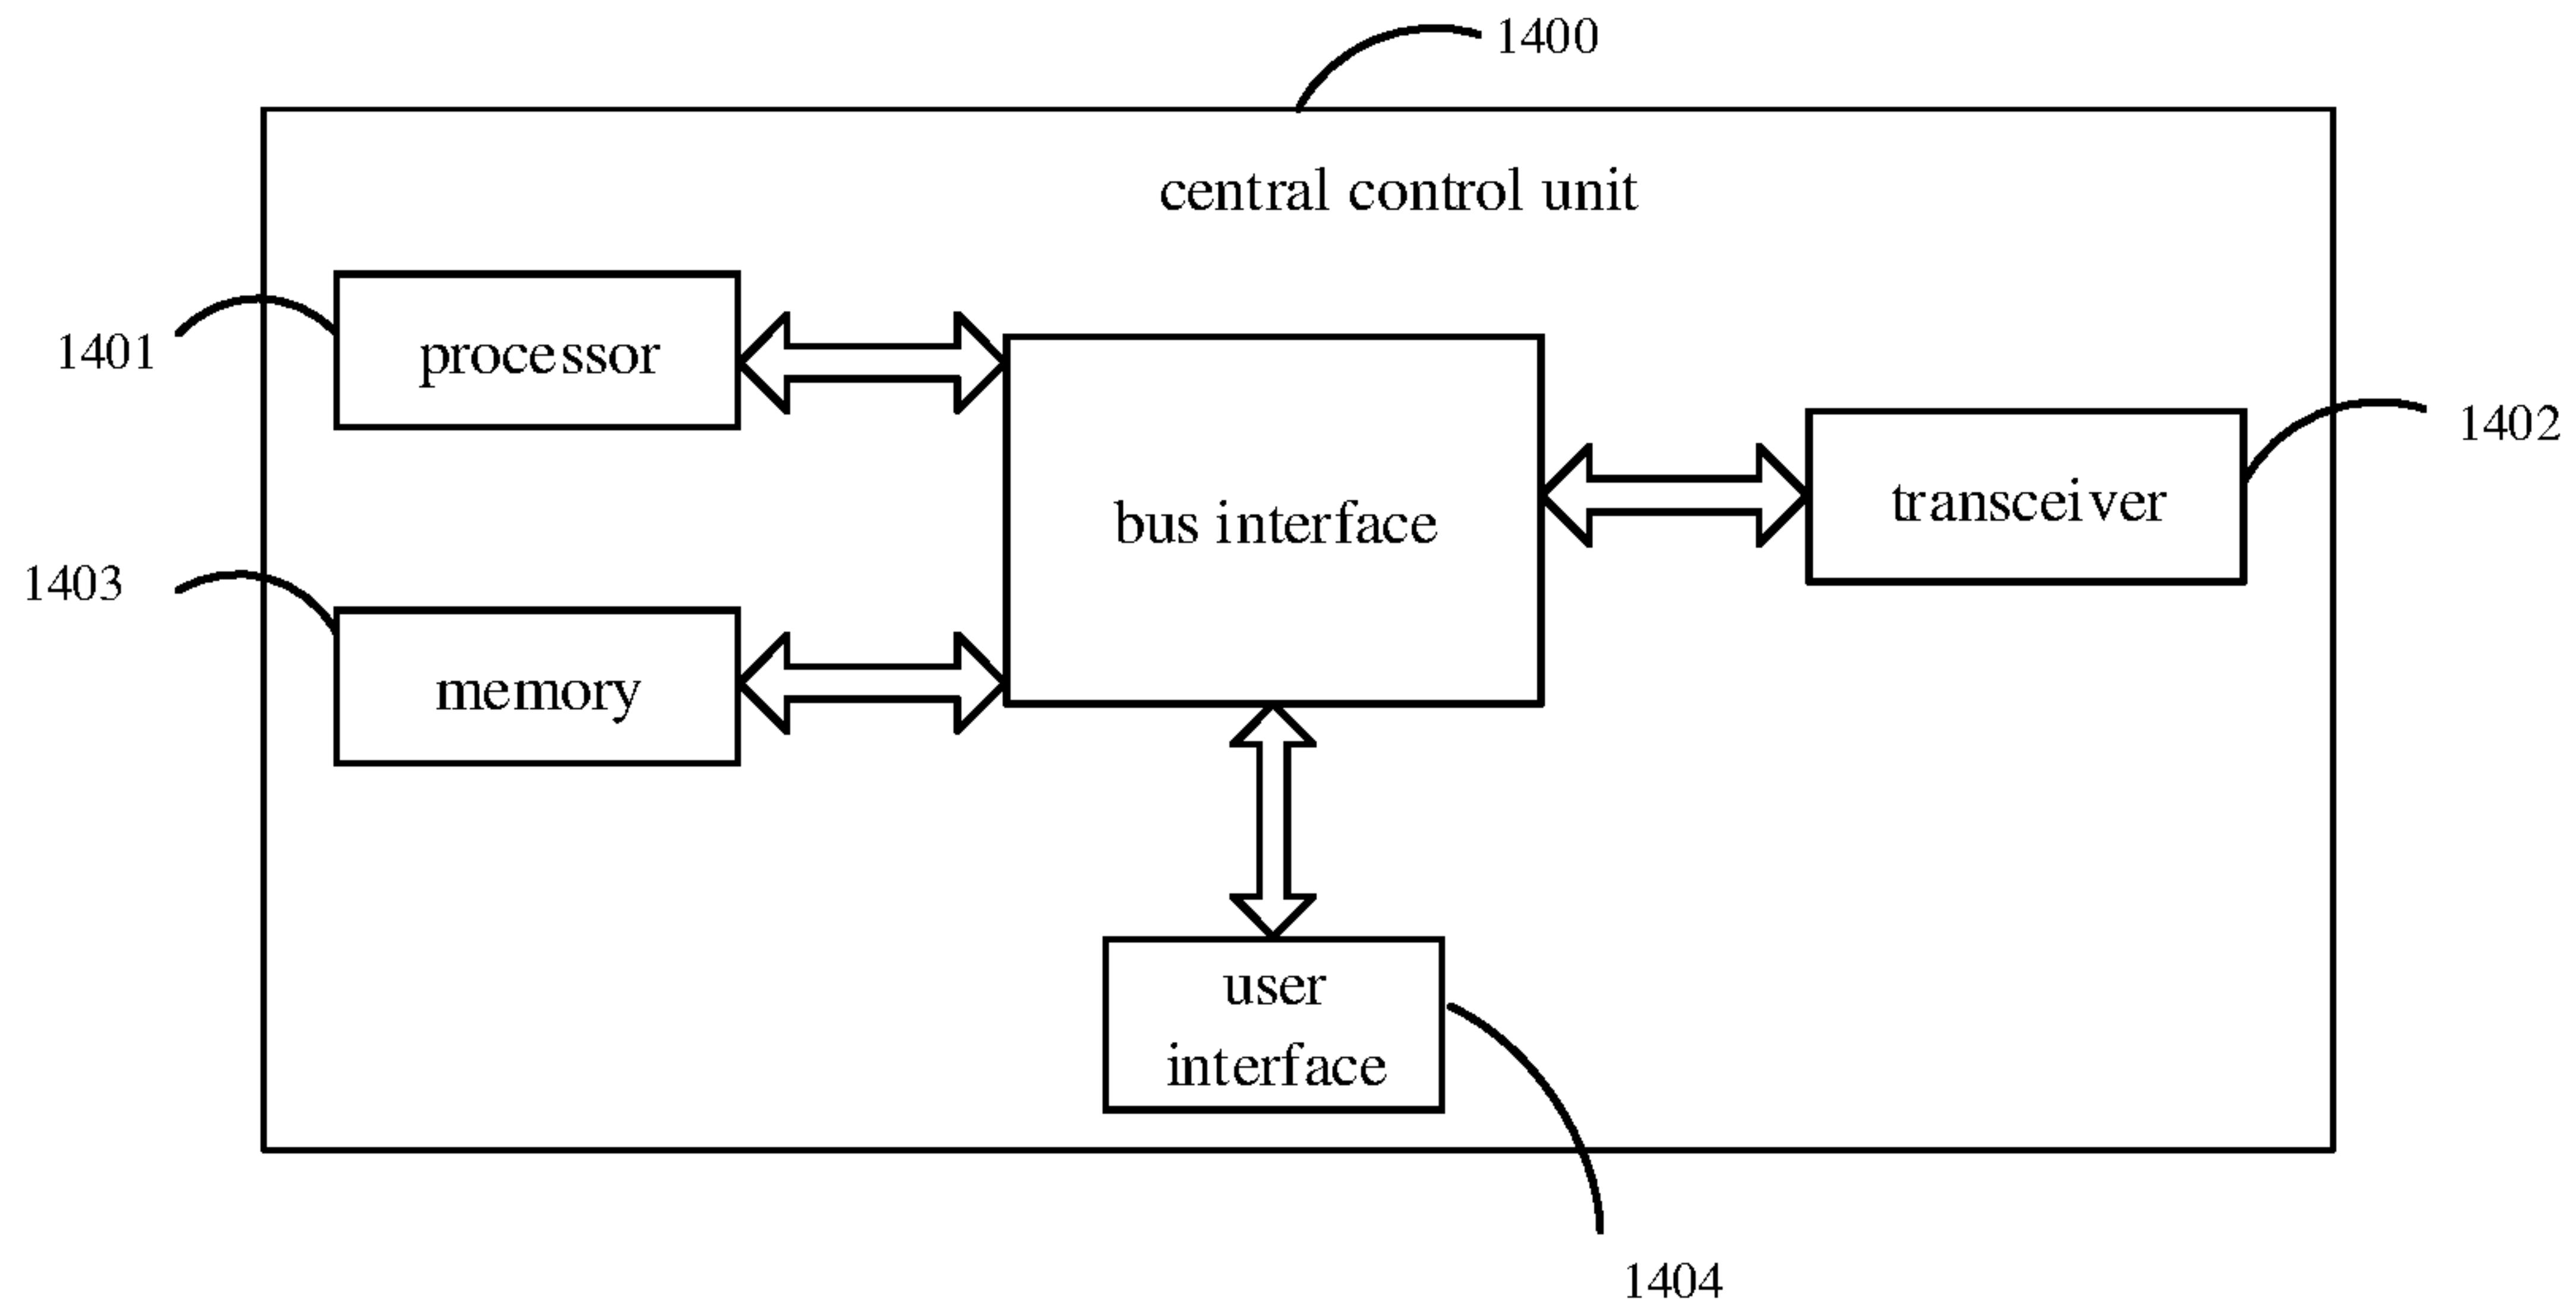 1400
central control unit
1401
processor
bus interface
transceiver
1402
1403
memory
user
interface
1404